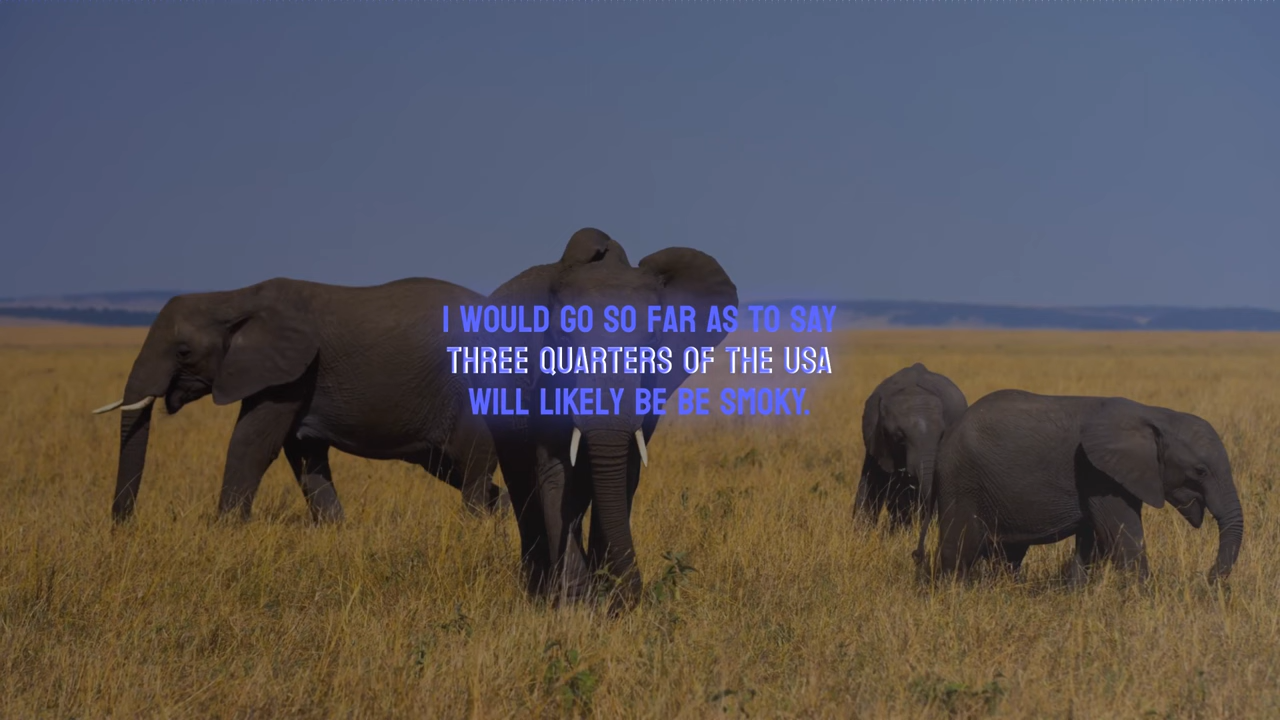 I WOULD GO SO FAR AS TO SAY
THREE QUARTERS OF THE USA
WILL LIKELY BE BE SMOKY.